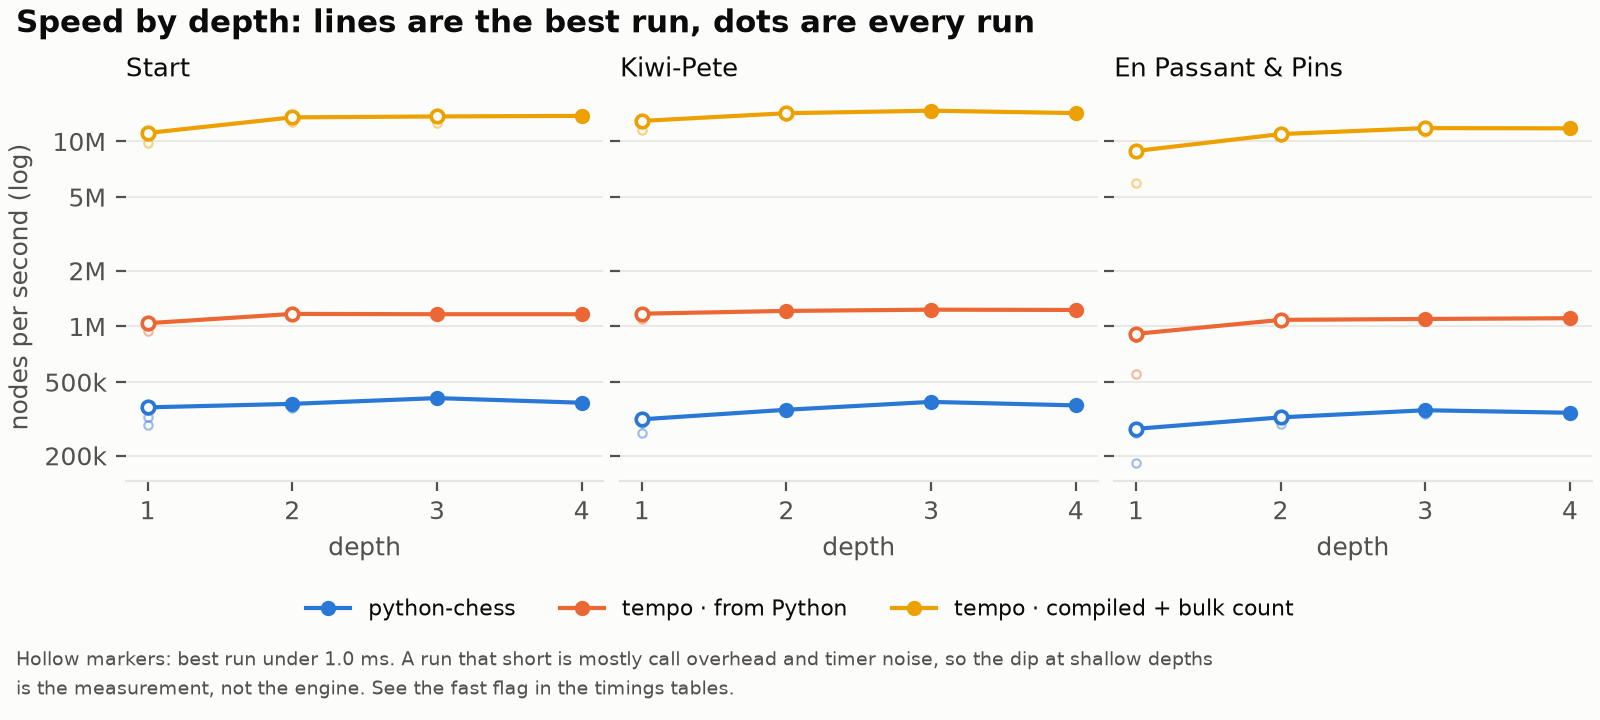 Speed by depth: lines are the best run, dots are every run
Start
Kiwi-Pete
En Passant & Pins
nodes per second (log)
10M
5M
2M
1M
500k
200k
1 2 3 4
1 2 3 4
1 2 3 4
depth
depth
depth
python-chess
tempo · from Python
tempo · compiled + bulk count
Hollow markers: best run under 1.0 ms. A run that short is mostly call overhead and timer noise, so the dip at shallow depths
is the measurement, not the engine. See the fast flag in the timings tables.